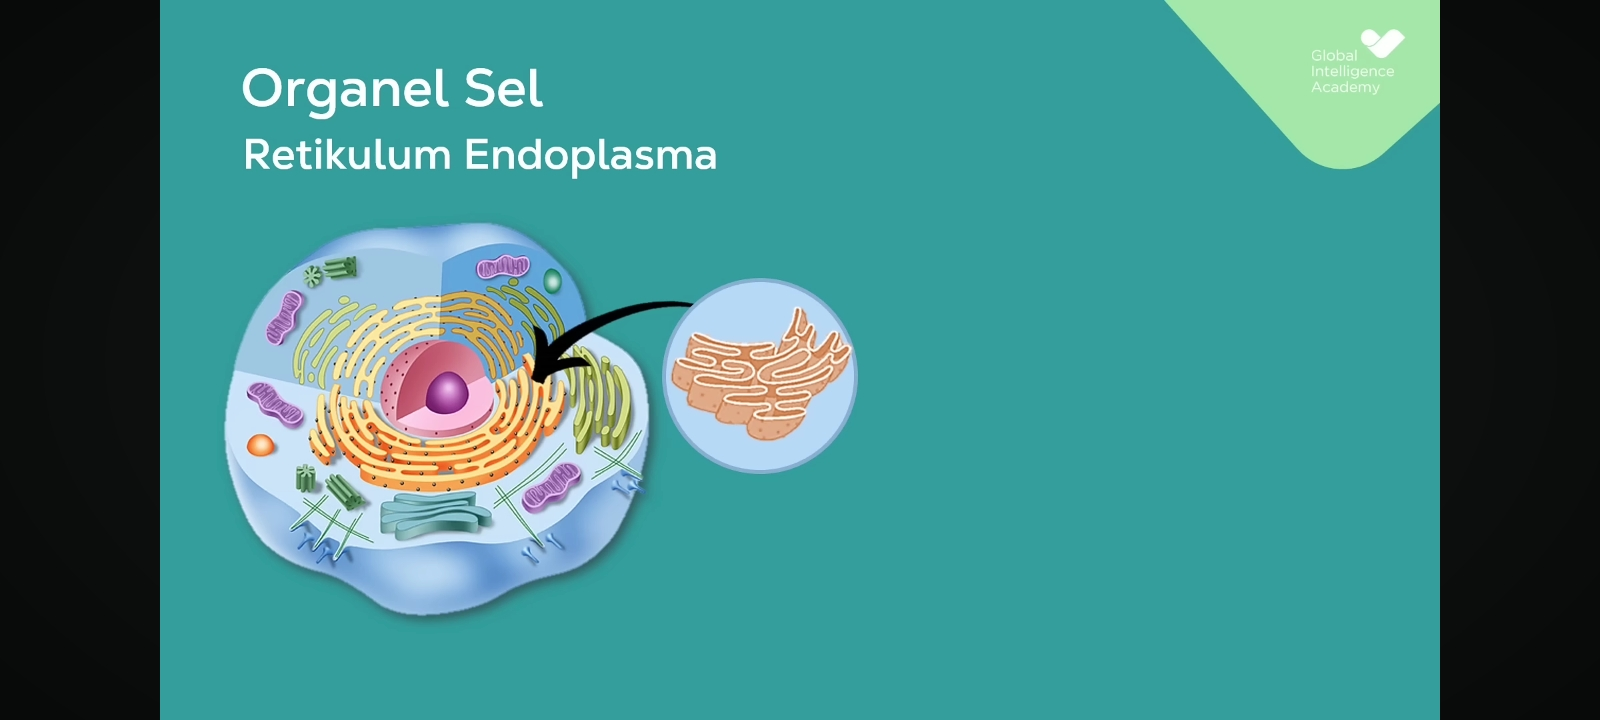 Organel Sel
Retikulum Endoplasma
Global
Intelligence
Academy